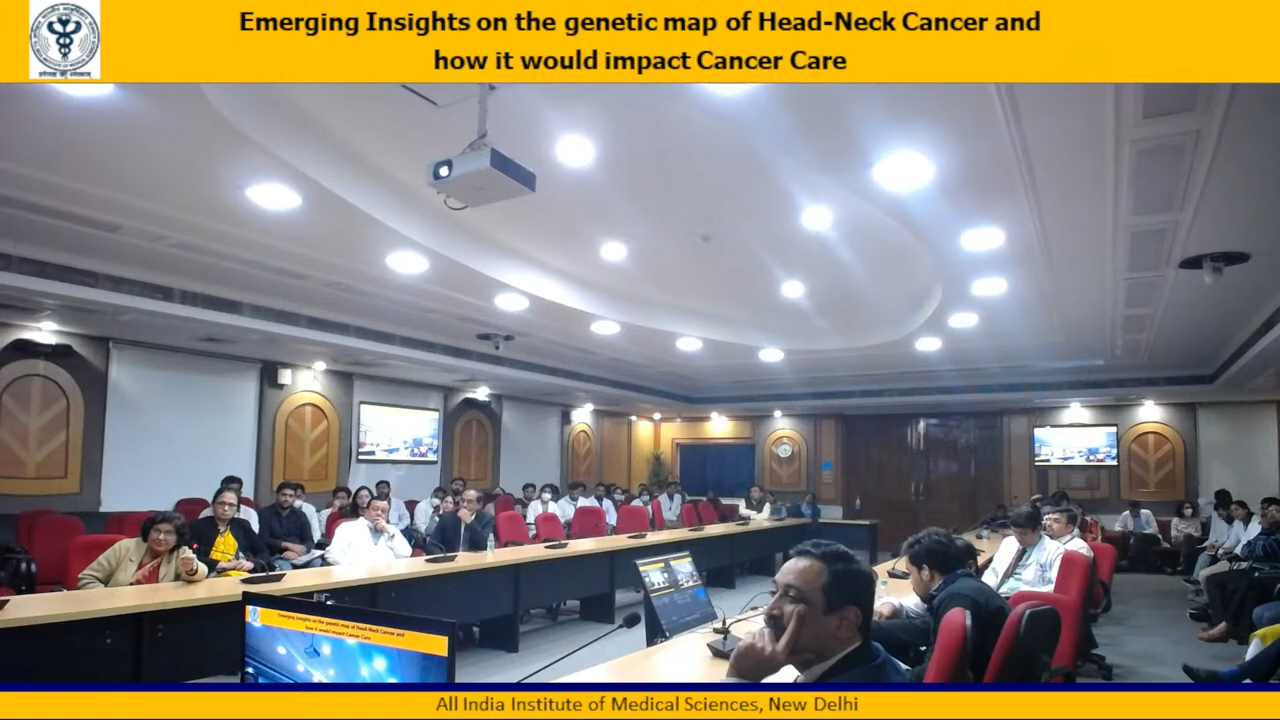 Emerging Insights on the genetic map of Head-Neck Cancer and
how it would impact Cancer Care
Emerging Insights on the genetic map of Head-Neck Cancer and
how it would impact Cancer Care
All India Institute of Medical Sciences, New Delhi